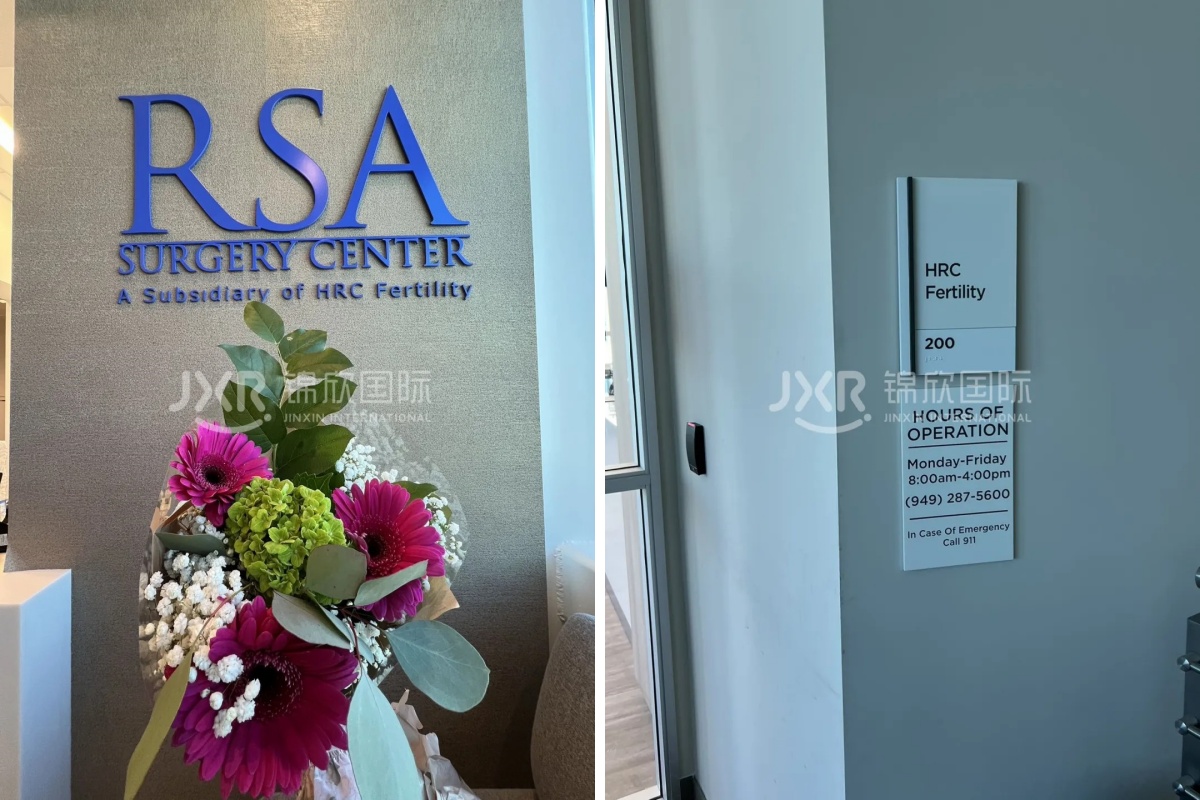 RSA
SURGERY CENTER
A Subsidiary of HRC Fertility
JXR 锦欣国际
JINXIN INTERNATIONAL
HRC
Fertility
200
JXR 锦欣国际
JINXIN INTERNATIONAL
HOURS OF
OPERATION
Monday-Friday
8:00am-4:00pm
(949) 287-5600
In Case Of Emergency
Call 911